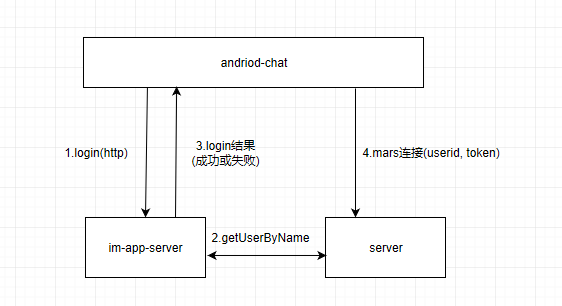 andriod-chat
1.login(http)
3.login结果
(成功或失败)
4.mars连接(userid, token)
im-app-server
2.getUserByName
server